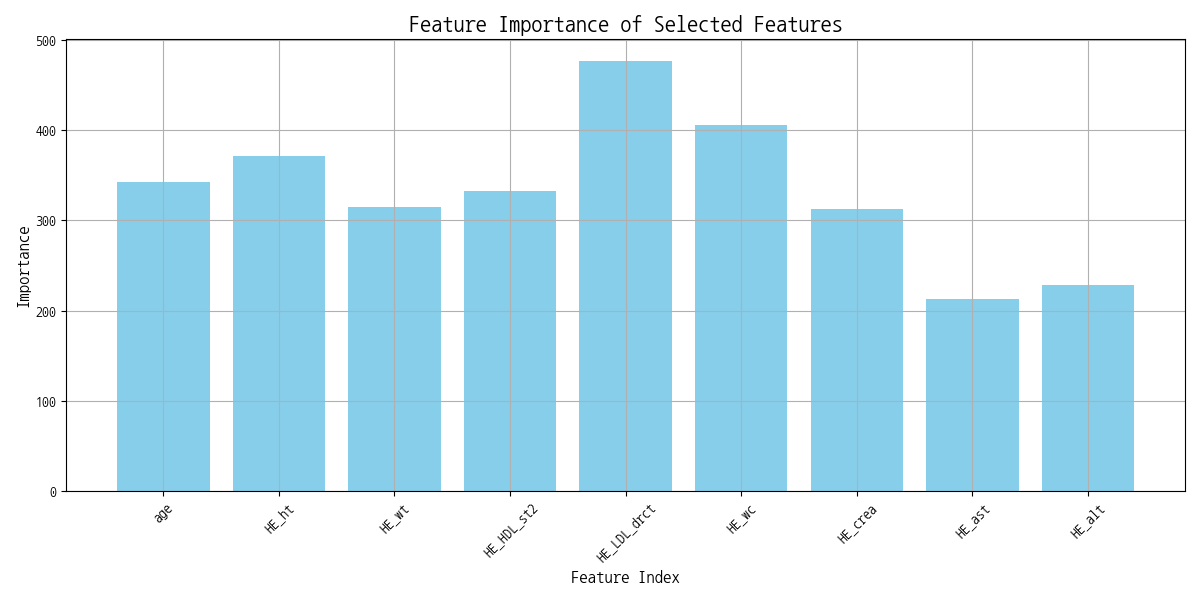 Feature Importance of Selected Features
500
400
300
200
100
0
Importance
age
HE_ht
HE_wt
HE_HDL_st2
HE_LDL_drct
HE_wc
HE_crea
HE_ast
HE_alt
Feature Index